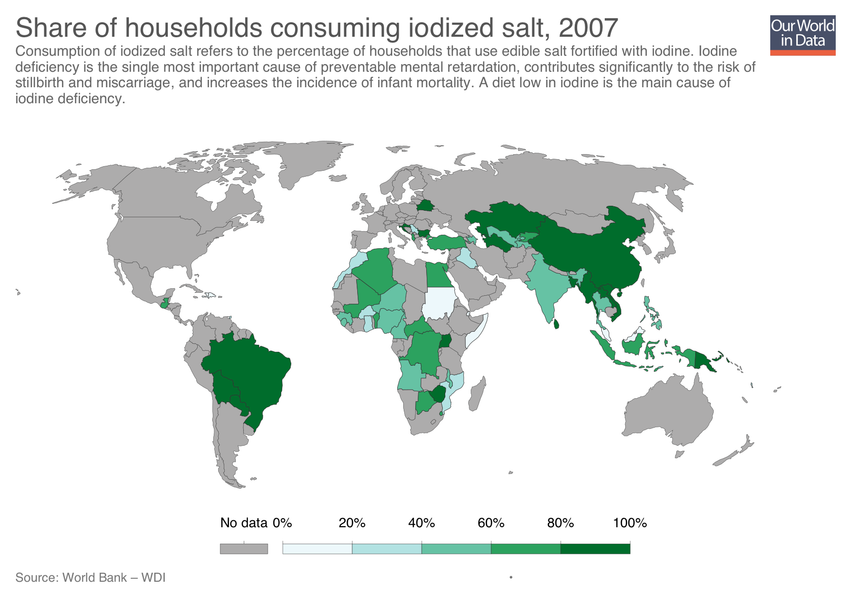 Share of households consuming iodized salt, 2007
Our World
in Data
Consumption of iodized salt refers to the percentage of households that use edible salt fortified with iodine. Iodine
deficiency is the single most important cause of preventable mental retardation, contributes significantly to the risk of
stillbirth and miscarriage, and increases the incidence of infant mortality. A diet low in iodine is the main cause of
iodine deficiency.
No data 0% 20% 40% 60% 80% 100%
Source: World Bank – WDI